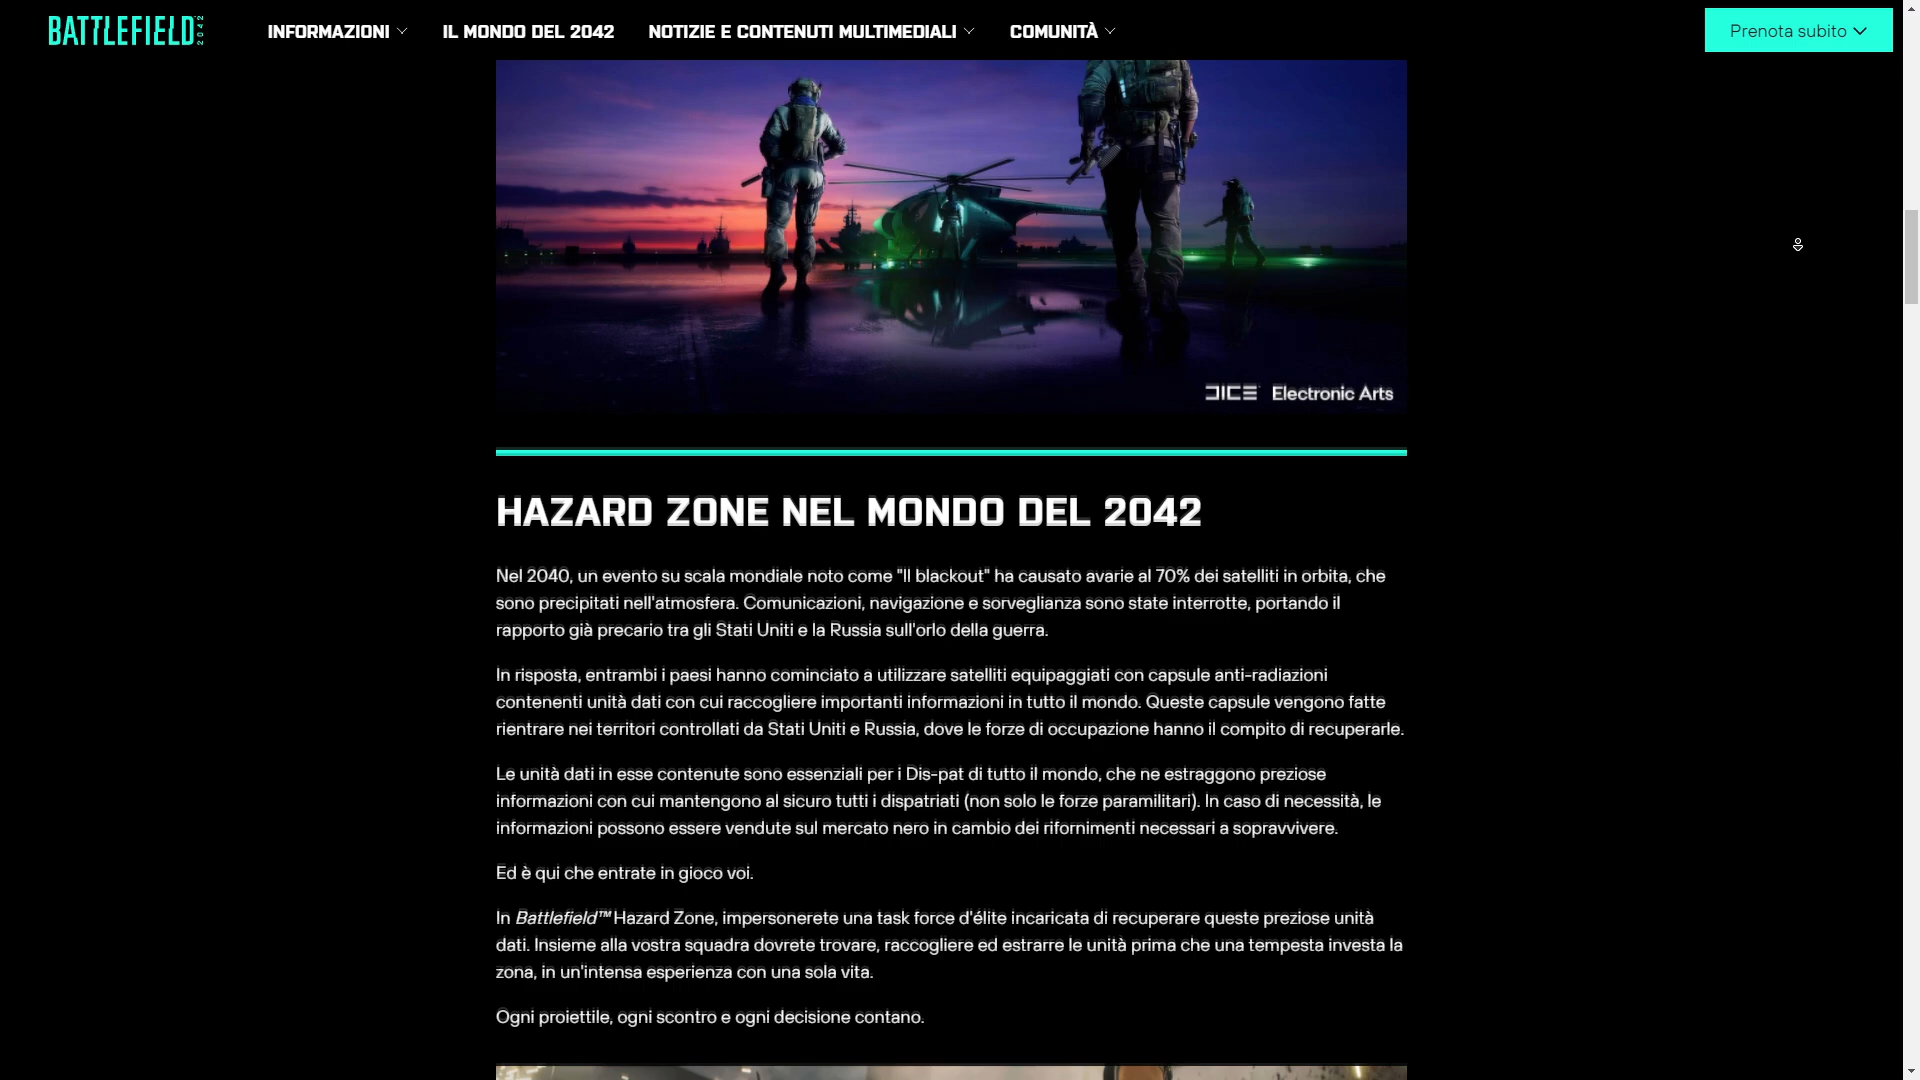 BATTLEFIELD 2042
INFORMAZIONI
IL MONDO DEL 2042
NOTIZIE E CONTENUTI MULTIMEDIALI
COMUNITÀ
Prenota subito
DICE Electronic Arts
HAZARD ZONE NEL MONDO DEL 2042
Nel 2040, un evento su scala mondiale noto come "Il blackout" ha causato avarie al 70% dei satelliti in orbita, che
sono precipitati nell'atmosfera. Comunicazioni, navigazione e sorveglianza sono state interrotte, portando il
rapporto già precario tra gli Stati Uniti e la Russia sull'orlo della guerra.
In risposta, entrambi i paesi hanno cominciato a utilizzare satelliti equipaggiati con capsule anti-radiazioni
contenenti unità dati con cui raccogliere importanti informazioni in tutto il mondo. Queste capsule vengono fatte
rientrare nei territori controllati da Stati Uniti e Russia, dove le forze di occupazione hanno il compito di recuperarle.
Le unità dati in esse contenute sono essenziali per i Dis-pat di tutto il mondo, che ne estraggono preziose
informazioni con cui mantengono al sicuro tutti i dispatriati (non solo le forze paramilitari). In caso di necessità, le
informazioni possono essere vendute sul mercato nero in cambio dei rifornimenti necessari a sopravvivere.
Ed è qui che entrate in gioco voi.
In Battlefield™ Hazard Zone, impersonerete una task force d'élite incaricata di recuperare queste preziose unità
dati. Insieme alla vostra squadra dovrete trovare, raccogliere ed estrarre le unità prima che una tempesta investa la
zona, in un'intensa esperienza con una sola vita.
Ogni proiettile, ogni scontro e ogni decisione contano.